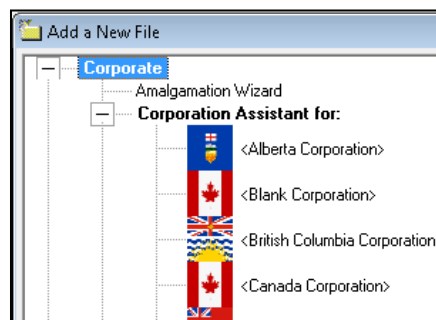 Add a New File
Corporate
Amalgamation Wizard
Corporation Assistant for:
<Alberta Corporation>
<Blank Corporation>
<British Columbia Corporation
<Canada Corporation>